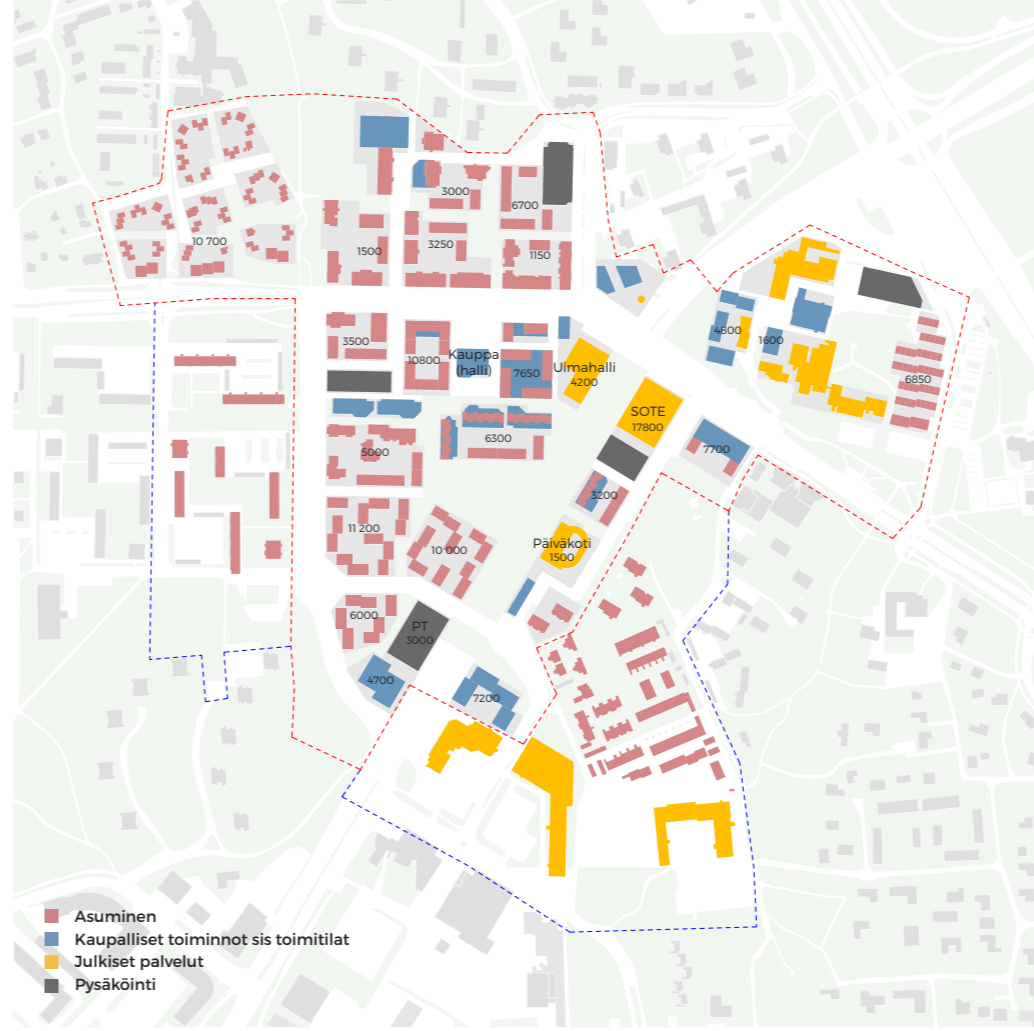 3000
6700
10 700
1500
3250
1150
3500
10800
Kauppa
(halli)
7650
Uimahalli
4200
4800
1600
6850
SOTE
17800
7700
5000
6300
3200
11 200
10 000
Päiväkoti
1500
6000
PT
3000
4700
7200
Asuminen
Kaupalliset toiminnot sis toimitilat
Julkiset palvelut
Pysäköinti